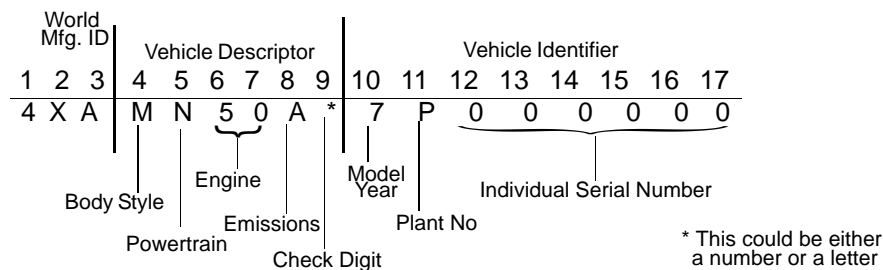 World
Mfg. ID
Vehicle Descriptor
Vehicle Identifier
1 2 3 4 5 6 7 8 9 10 11 12 13 14 15 16 17
4 X A M N 5 0 A * 7 P 0 0 0 0 0 0
Engine
Model
Year
Individual Serial Number
Body Style
Emissions
Plant No
Powertrain
Check Digit
* This could be either
a number or a letter